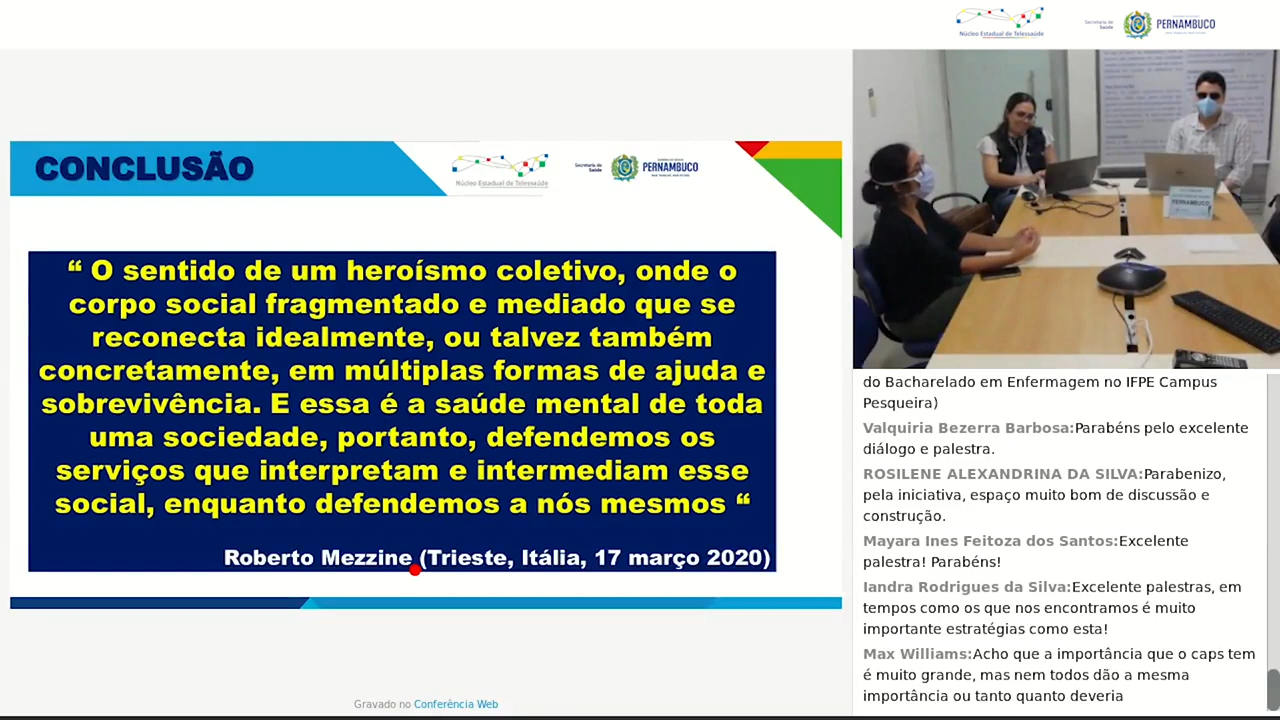 Núcleo Estadual de Telessaúde
Secretaria de
Saúde
PERNAMBUCO
CONCLUSÃO
Núcleo Estadual de Telessaúde
Secretaria de
Saúde
PERNAMBUCO
“ O sentido de um heroísmo coletivo, onde o
corpo social fragmentado e mediado que se
reconecta idealmente, ou talvez também
concretamente, em múltiplas formas de ajuda e
sobrevivência. E essa é a saúde mental de toda
uma sociedade, portanto, defendemos os
serviços que interpretam e intermediam esse
social, enquanto defendemos a nós mesmos “
Roberto Mezzine (Trieste, Itália, 17 março 2020)
PERNAMBUCO
do Bacharelado em Enfermagem no IFPE Campus
Pesqueira)
Valquiria Bezerra Barbosa:Parabéns pelo excelente
diálogo e palestra.
ROSILENE ALEXANDRINA DA SILVA:Parabenizo,
pela iniciativa, espaço muito bom de discussão e
construção.
Mayara Ines Feitoza dos Santos:Excelente
palestra! Parabéns!
Iandra Rodrigues da Silva:Excelente palestras, em
tempos como os que nos encontramos é muito
importante estratégias como esta!
Max Williams:Acho que a importância que o caps tem
é muito grande, mas nem todos dão a mesma
importância ou tanto quanto deveria
Gravado no Conferência Web